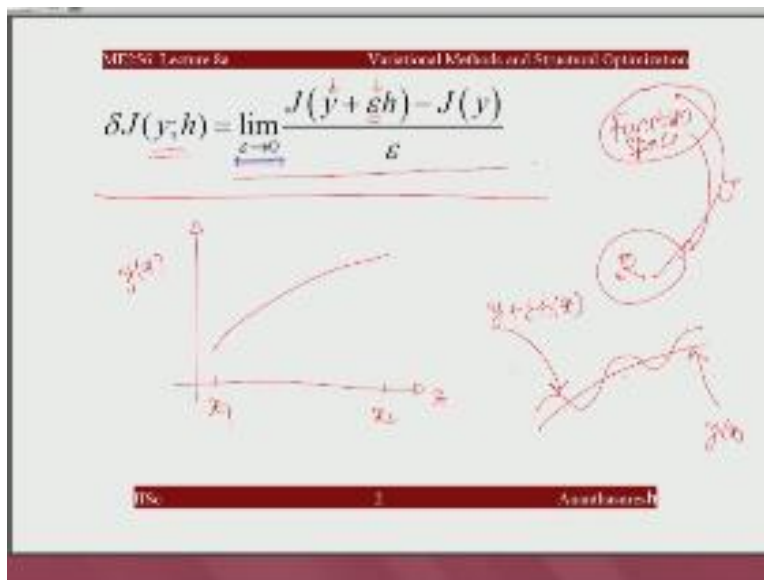 ME256 Lecture 8a Variational Methods and Structural Optimization
δJ(y;h) = lim ε→0 (J(y + εh) − J(y)) / ε
function
space
J
y(x)
y + εh(x)
x₁ x₂ x
y(x)
IISc 2 Ananthasuresh